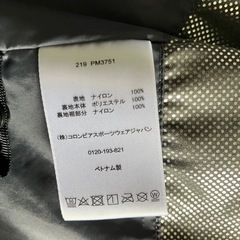 219 PM3751
表地 ナイロン 100%
裏地本体 ポリエステル 100%
裏地裾部分 ナイロン 100%
(株)コロンビアスポーツウェアジャパン
0120-193-821
ベトナム製